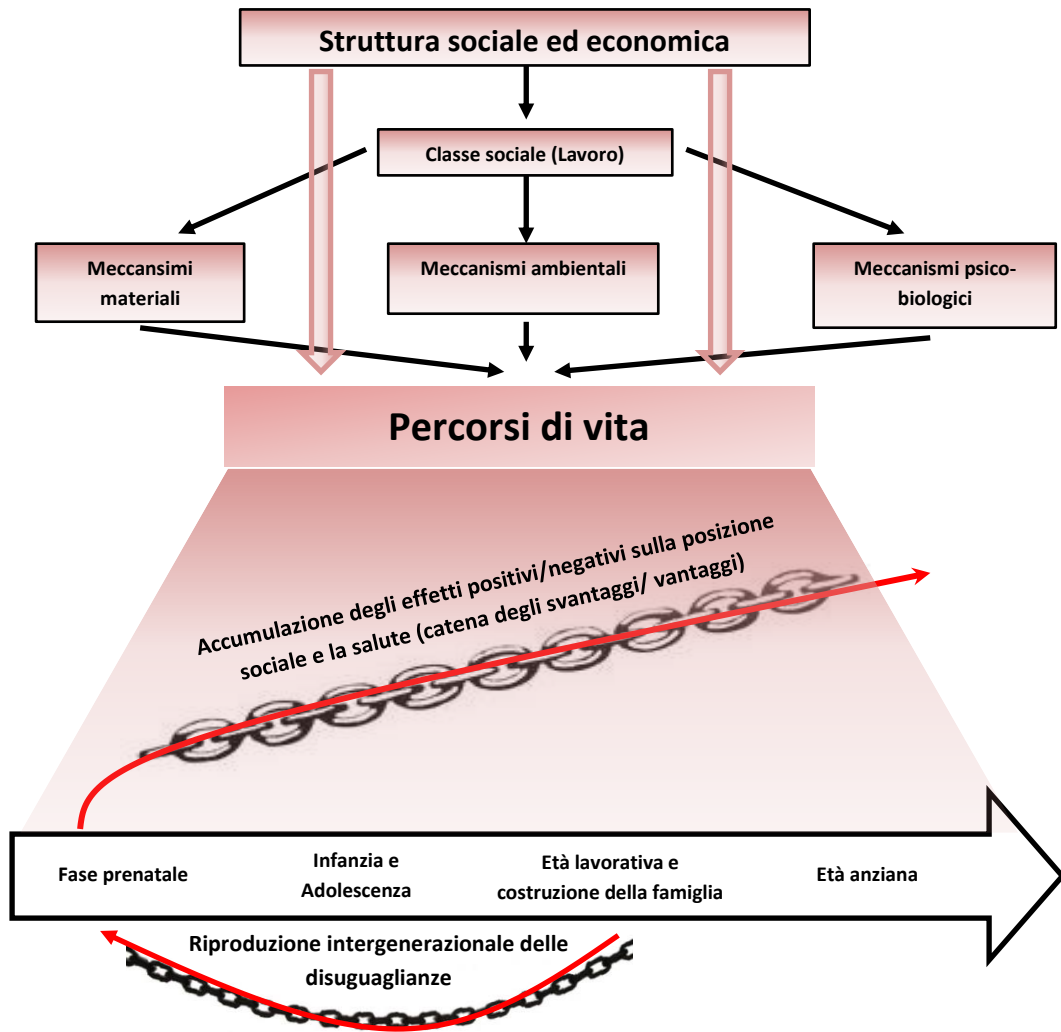 Struttura sociale ed economica
Classe sociale (Lavoro)
Meccansimi
materiali
Meccanismi ambientali
Meccanismi psico-
biologici
Percorsi di vita
Accumulazione degli effetti positivi/negativi sulla posizione
sociale e la salute (catena degli svantaggi/ vantaggi)
Fase prenatale
Infanzia e
Adolescenza
Età lavorativa e
costruzione della famiglia
Età anziana
Riproduzione intergenerazionale delle
disuguaglianze